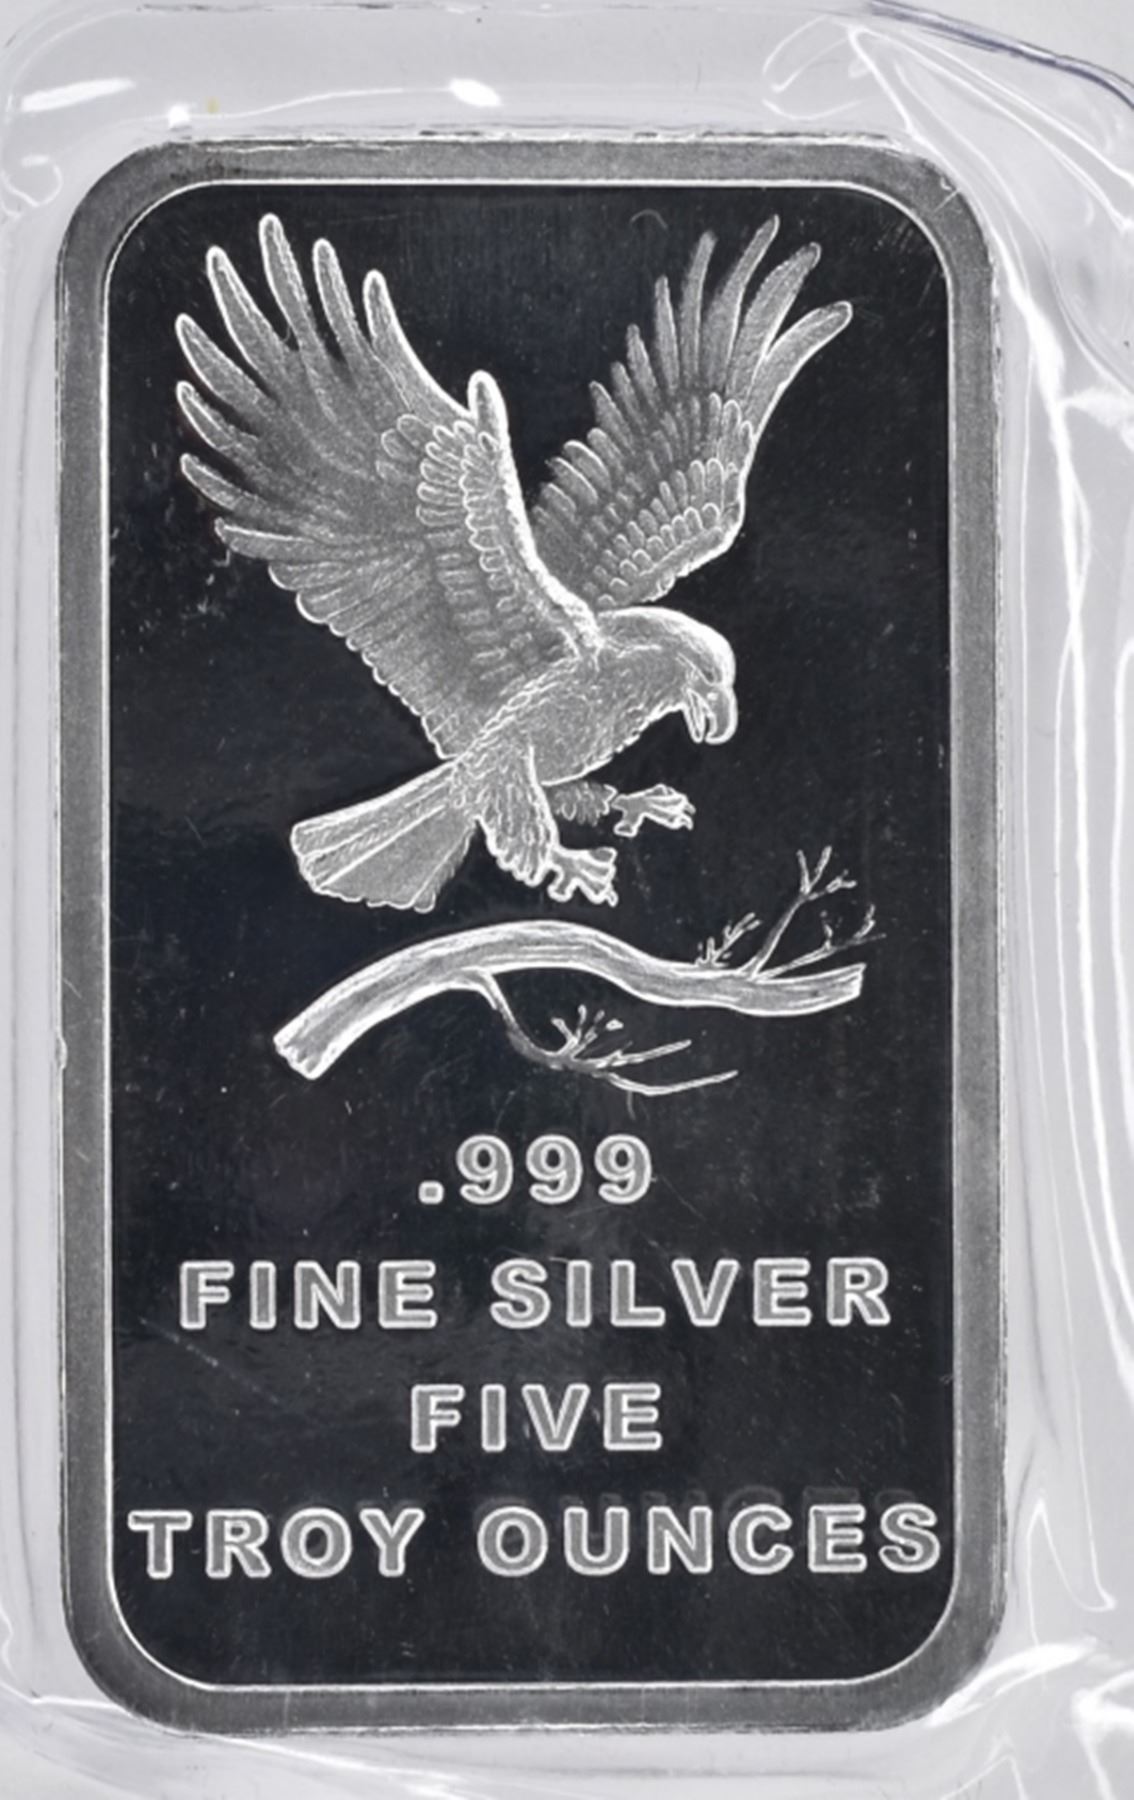 .999
FINE SILVER
FIVE
TROY OUNCES